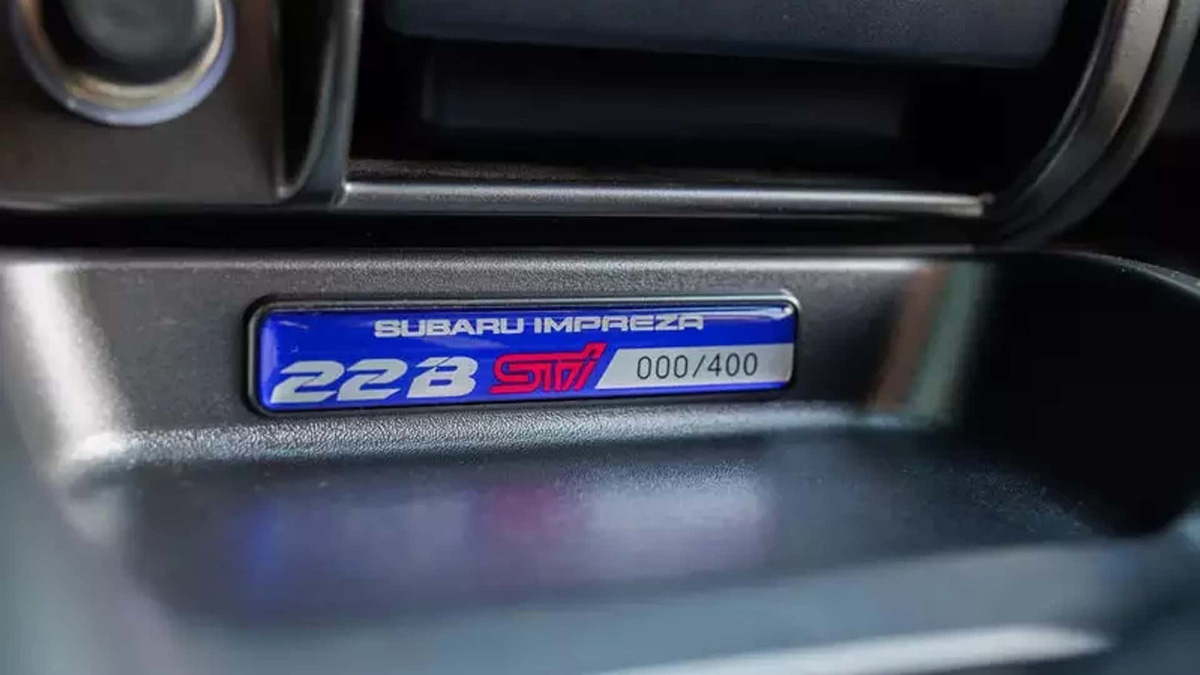 SUBARU IMPREZA
22B STi 000/400